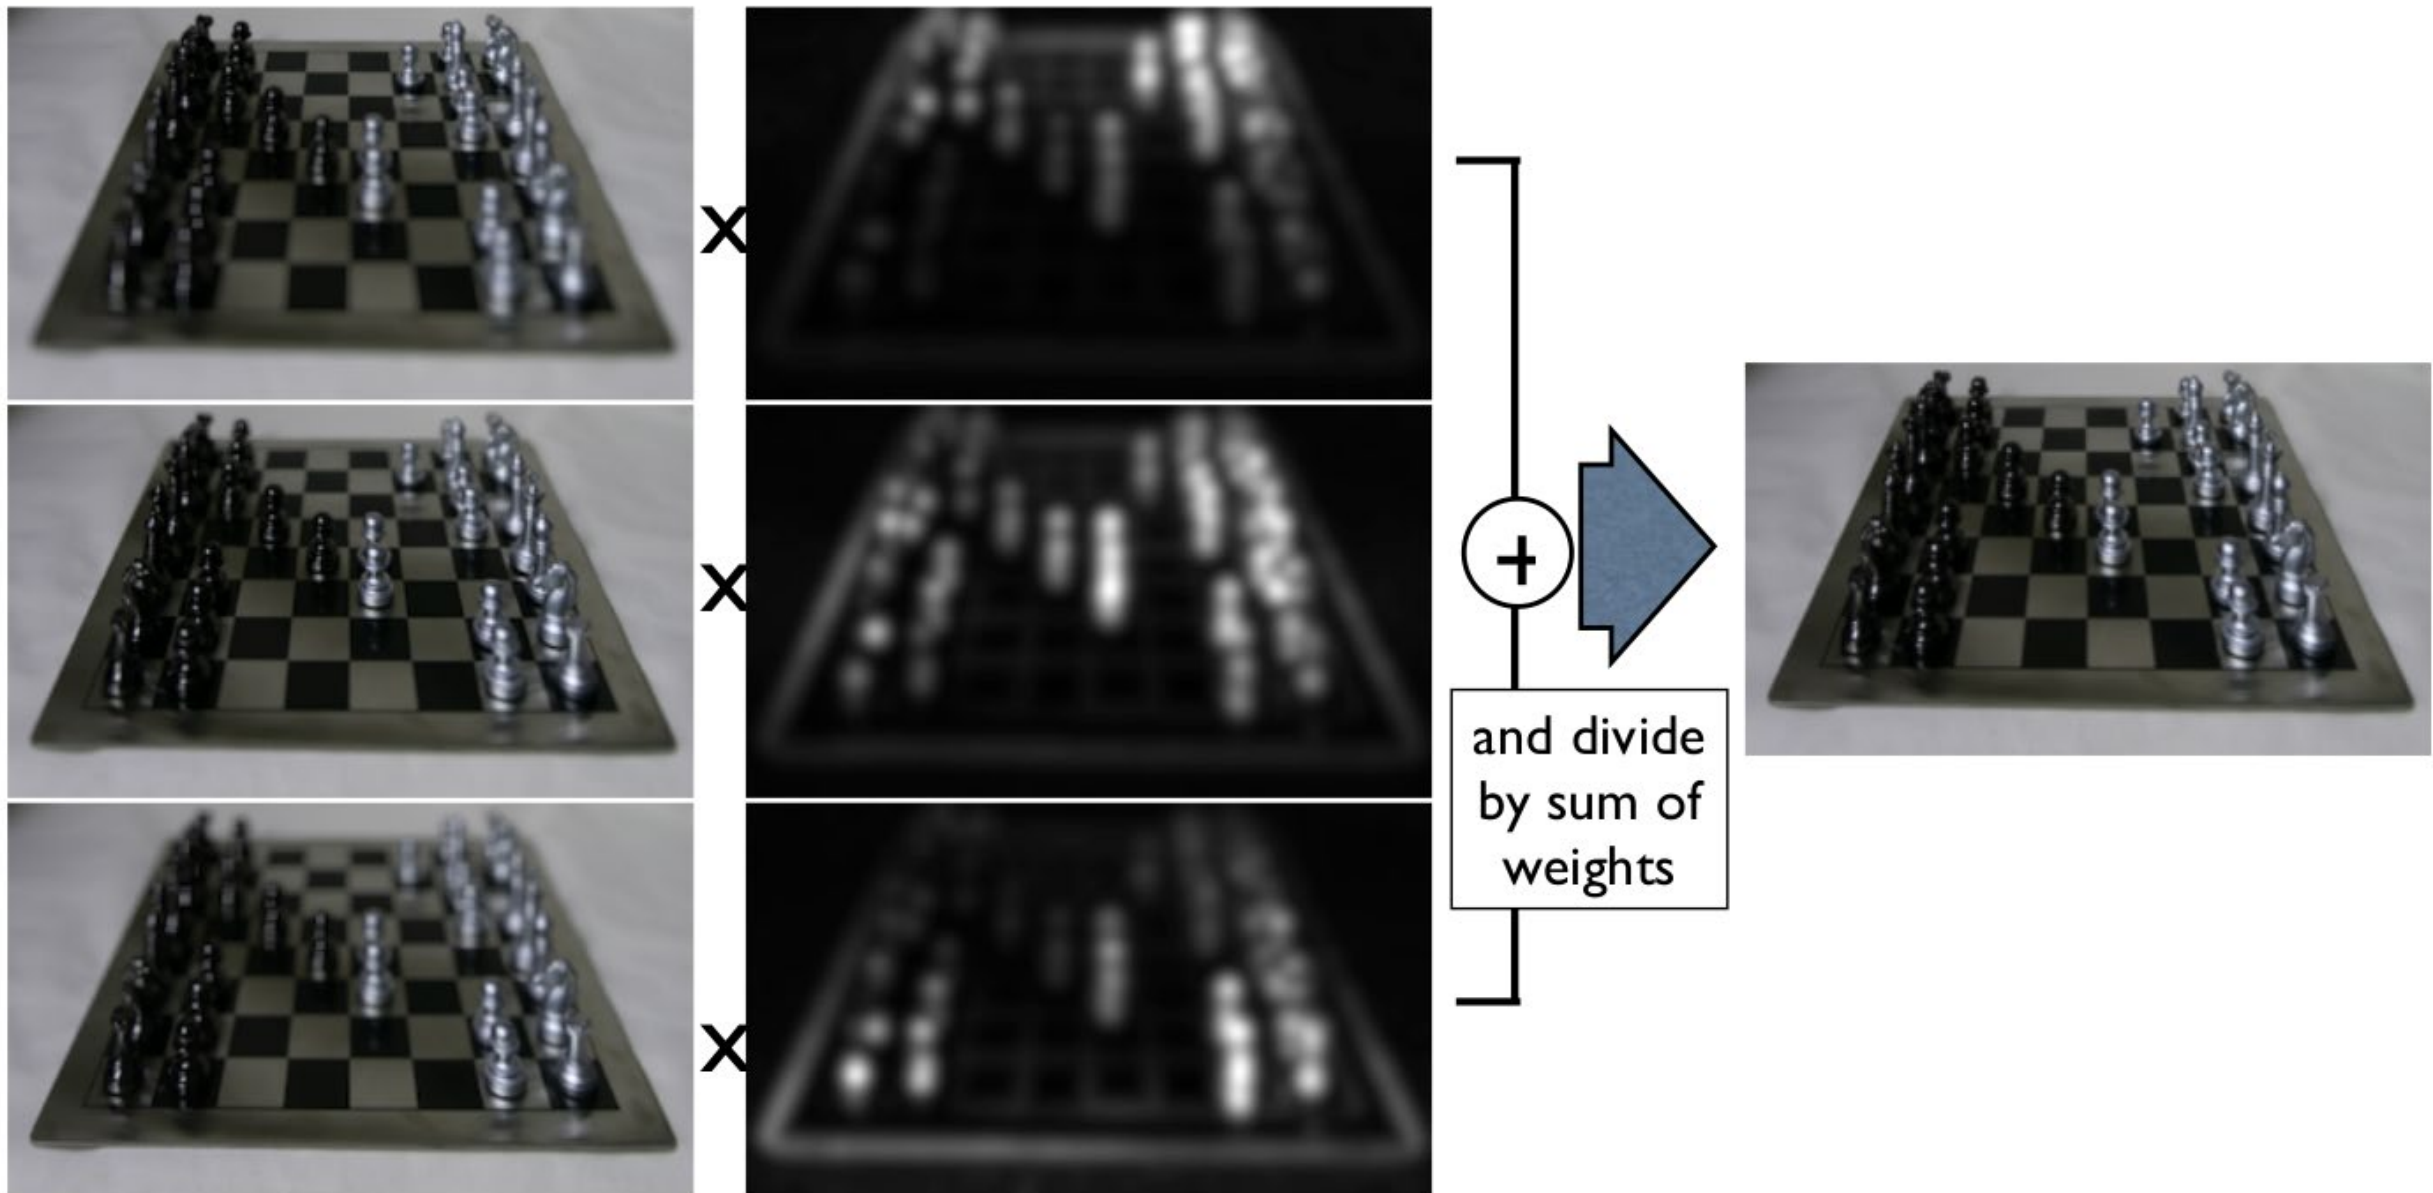 x
x
x
+
and divide
by sum of
weights